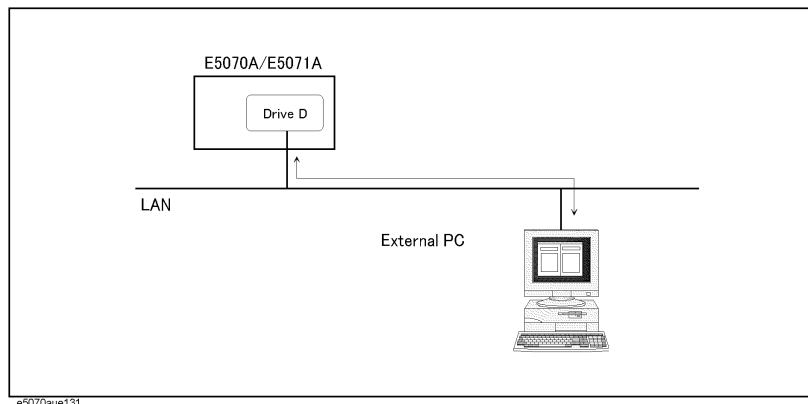 E5070A/E5071A
Drive D
LAN
External PC
e5070aue131